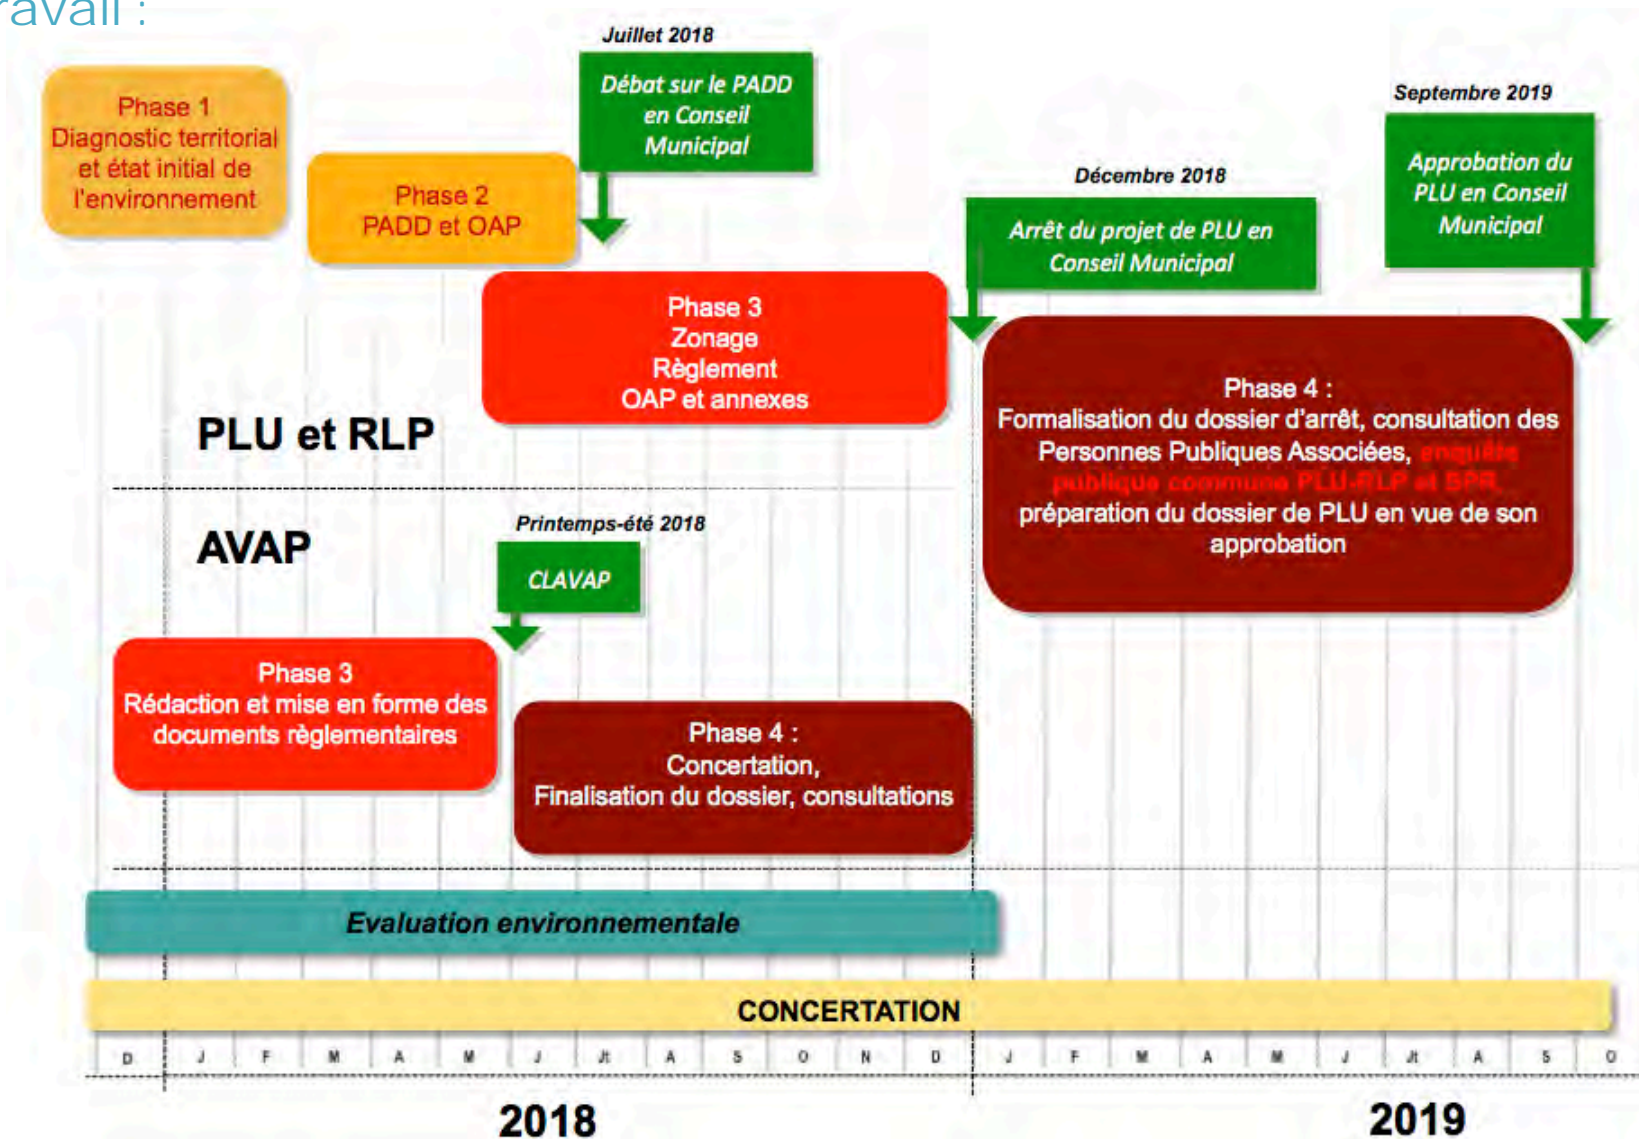 ravail :
Juillet 2018
Débat sur le PADD
en Conseil
Municipal
Septembre 2019
Approbation du
PLU en Conseil
Municipal
Phase 1
Diagnostic territorial
et état initial de
l'environnement
Phase 2
PADD et OAP
Décembre 2018
Arrêt du projet de PLU en
Conseil Municipal
Phase 3
Zonage
Règlement
OAP et annexes
Phase 4 :
Formalisation du dossier d'arrêt, consultation des
Personnes Publiques Associées, enquête
publique commune PLU-RLP et SPR,
préparation du dossier de PLU en vue de son
approbation
PLU et RLP
AVAP
Printemps-été 2018
CLAVAP
Phase 3
Rédaction et mise en forme des
documents règlementaires
Phase 4 :
Concertation,
Finalisation du dossier, consultations
Evaluation environnementale
CONCERTATION
D J F M A M J Jt A S O N D J F M A M J Jt A S O
2018 2019